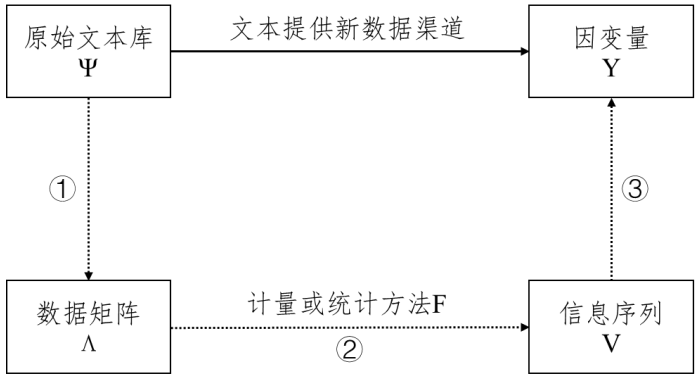 原始文本库
Ψ
文本提供新数据渠道
因变量
Y
①
③
数据矩阵
Λ
计量或统计方法F
②
信息序列
V